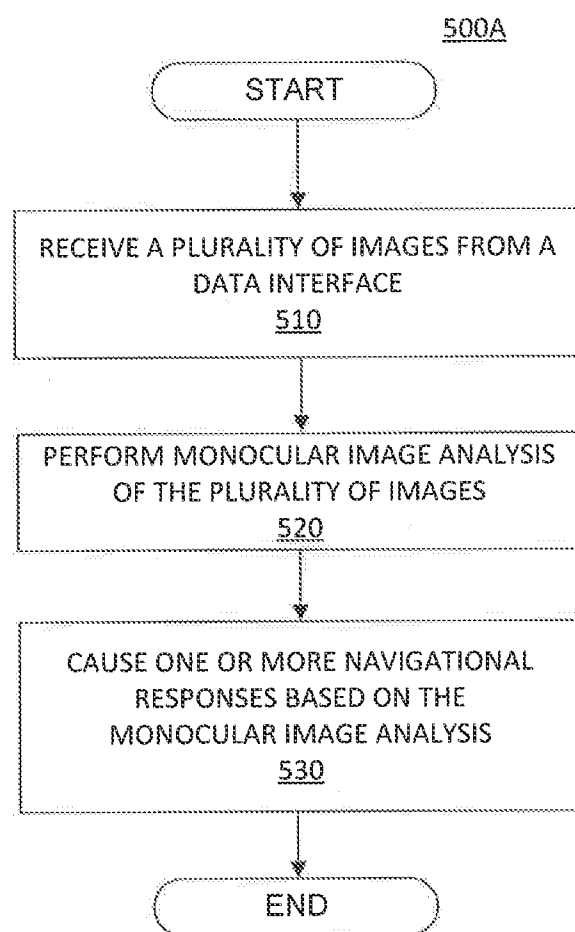 500A
START
RECEIVE A PLURALITY OF IMAGES FROM A
DATA INTERFACE
510
PERFORM MONOCULAR IMAGE ANALYSIS
OF THE PLURALITY OF IMAGES
520
CAUSE ONE OR MORE NAVIGATIONAL
RESPONSES BASED ON THE
MONOCULAR IMAGE ANALYSIS
530
END